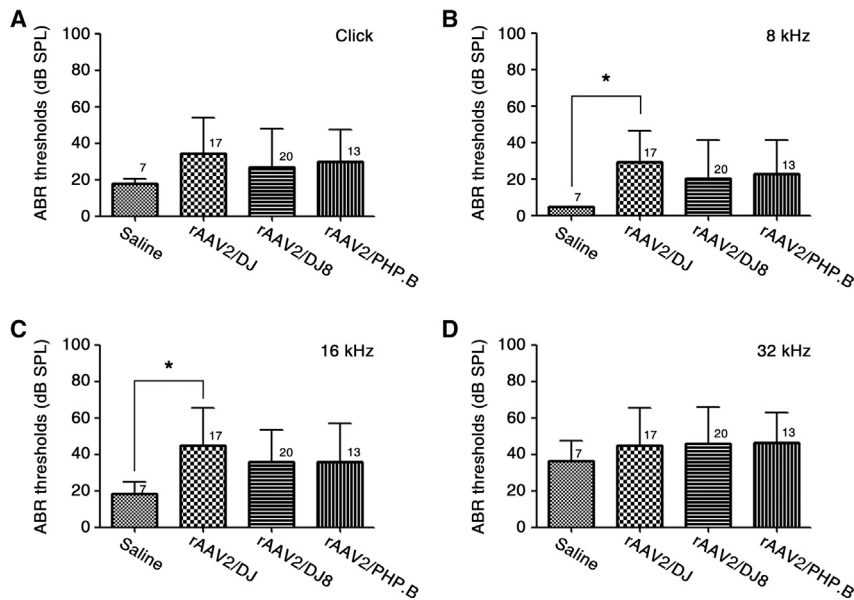 A
Click
ABR thresholds (dB SPL)
100
80
60
40
20
0
7
17
20
13
Saline
rAAV2/DJ
rAAV2/DJ8
rAAV2/PHP.B
B
8 kHz
ABR thresholds (dB SPL)
100
80
60
40
20
0
*
7
17
20
13
Saline
rAAV2/DJ
rAAV2/DJ8
rAAV2/PHP.B
C
16 kHz
ABR thresholds (dB SPL)
100
80
60
40
20
0
*
7
17
20
13
Saline
rAAV2/DJ
rAAV2/DJ8
rAAV2/PHP.B
D
32 kHz
ABR thresholds (dB SPL)
100
80
60
40
20
0
7
17
20
13
Saline
rAAV2/DJ
rAAV2/DJ8
rAAV2/PHP.B